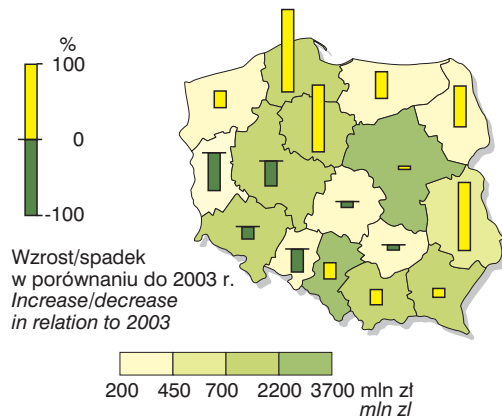 %
100
0
-100
Wzrost/spadek
w porównaniu do 2003 r.
Increase/decrease
in relation to 2003
200 450 700 2200 3700 mln zł
mln zl